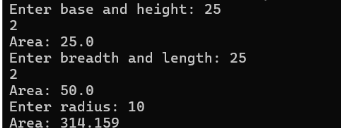 Enter base and height: 25
2
Area: 25.0
Enter breadth and length: 25
2
Area: 50.0
Enter radius: 10
Area: 314.159